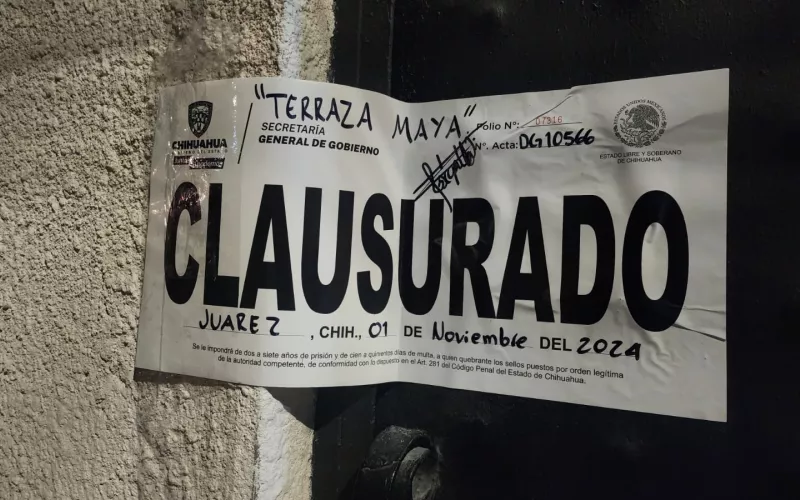 "TERRAZA MAYA"
CHIHUAHUA
SECRETARÍA
GENERAL DE GOBIERNO
Folio Nº:
Nº. Acta: DG10566
ESTADO LIBRE Y SOBERANO
DE CHIHUAHUA
CLAUSURADO
JUAREZ, CHIH., 01 DE Noviembre DEL 2024
Se le impondrá de dos a siete años de prisión y de cien a quinientos días de multa, a quien quebrante los sellos puestos por orden legítima
de la autoridad competente, de conformidad con lo dispuesto en el Art. 281 del Código Penal del Estado de Chihuahua.